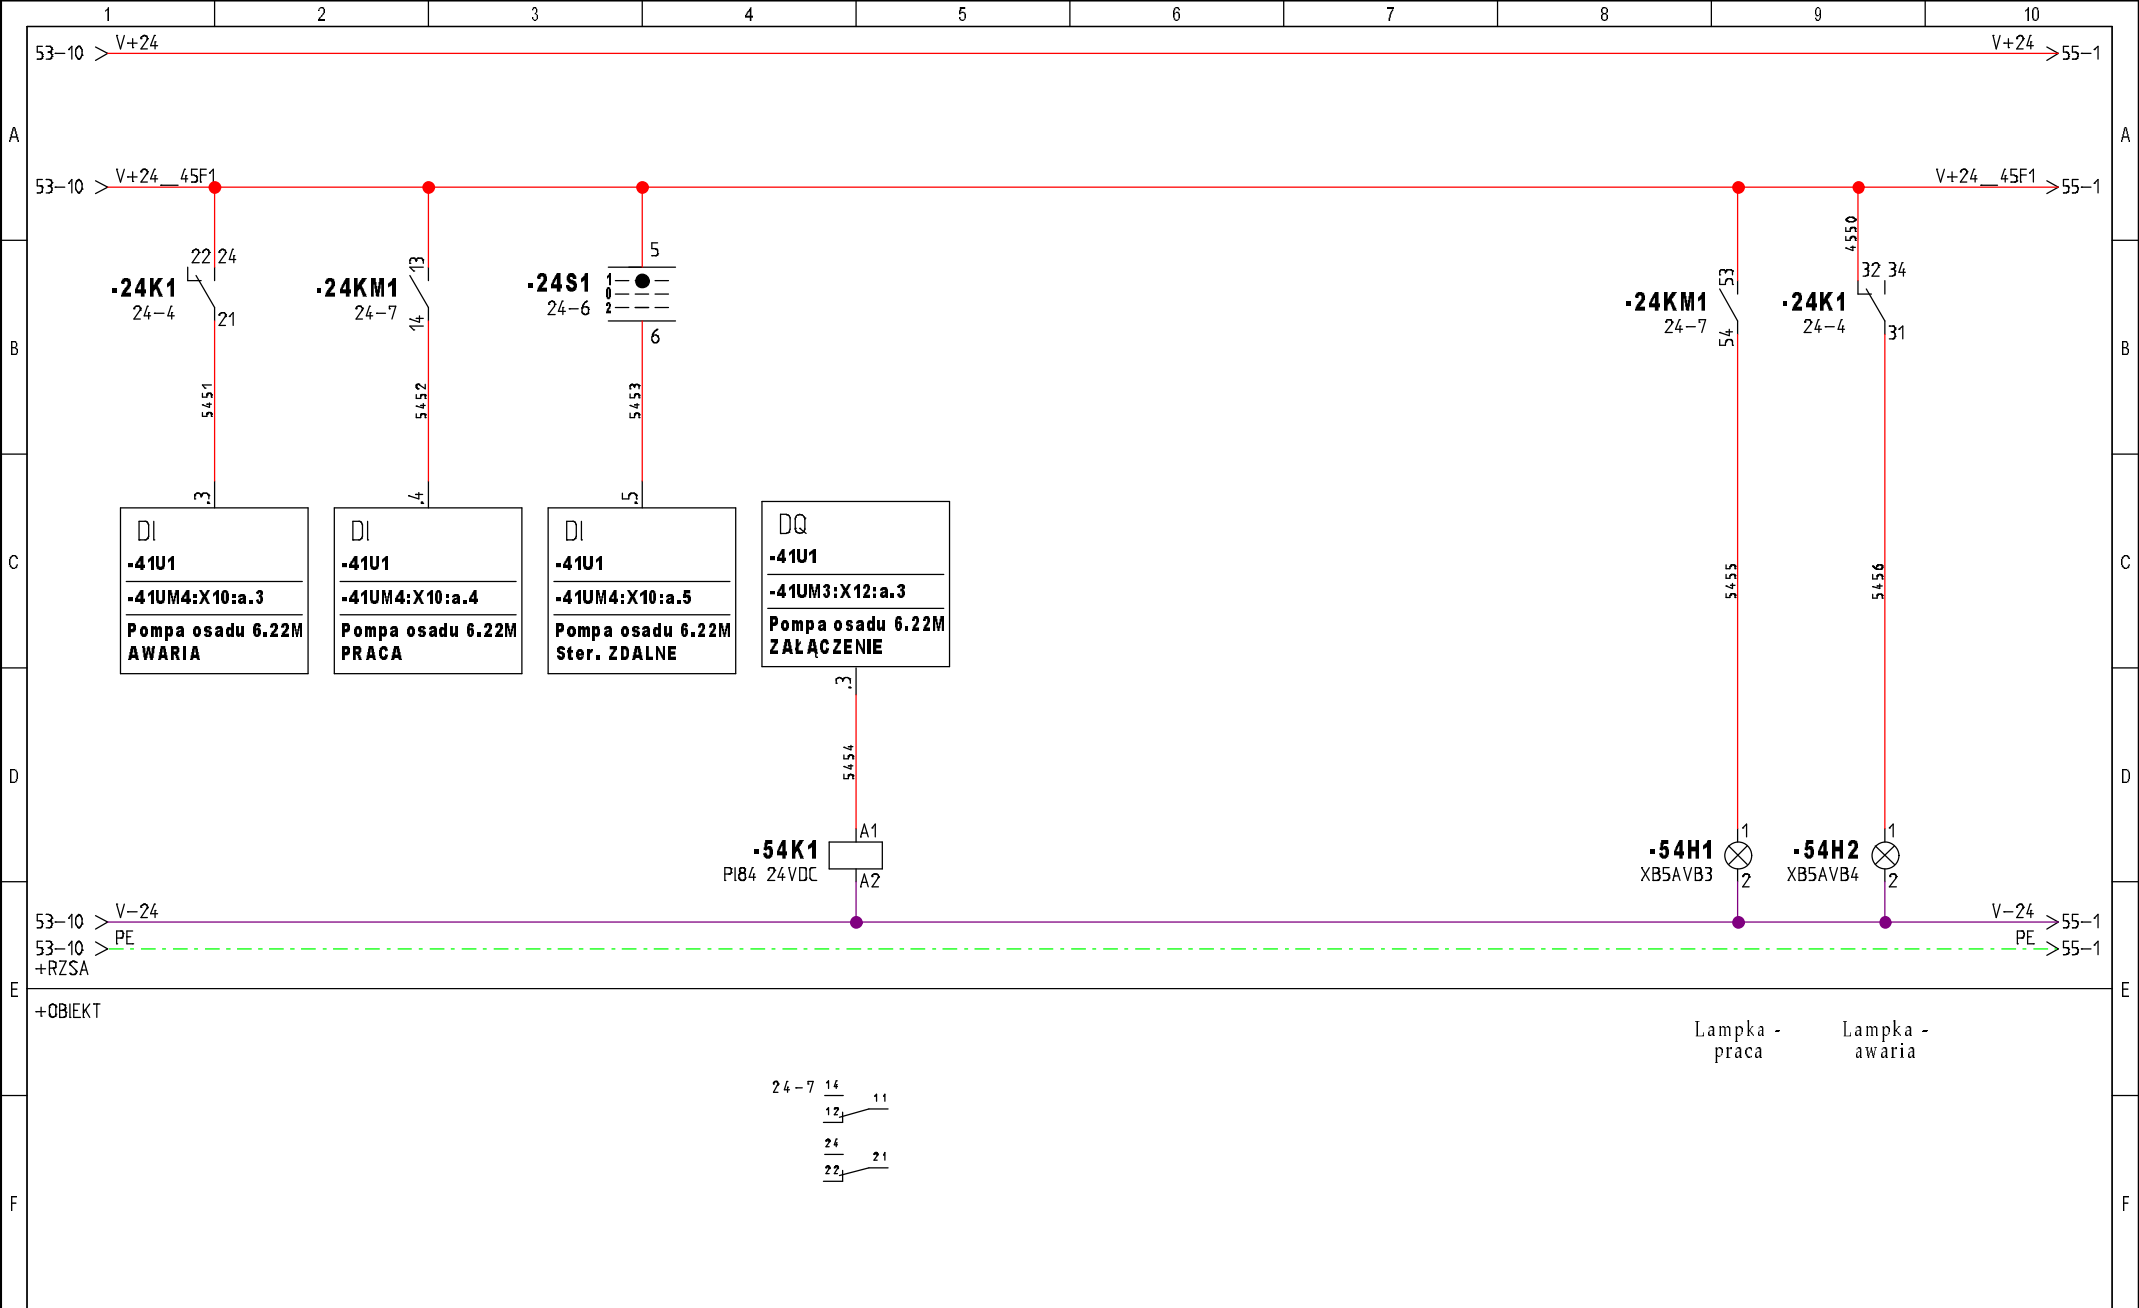 1 2 3 4 5 6 7 8 9 10
53-10 V+24 V+24 55-1
A A
53-10 V+24__45F1 V+24__45F1 55-1
4550
22 24
-24K1
24-4
21
13
-24KM1
24-7
14
5
-24S1
24-6
1
0
2
6
53
-24KM1
24-7
54
32 34
-24K1
24-4
31
B B
5451
5452
5453
.3
DI
-41U1
-41UM4:X10:a.3
Pompa osadu 6.22M
AWARIA
.4
DI
-41U1
-41UM4:X10:a.4
Pompa osadu 6.22M
PRACA
.5
DI
-41U1
-41UM4:X10:a.5
Pompa osadu 6.22M
Ster. ZDALNE
DQ
-41U1
-41UM3:X12:a.3
Pompa osadu 6.22M
ZAŁĄCZENIE
.3
C C
5455
5456
5454
D D
A1
-54K1
PI84 24VDC
A2
1
-54H1
XB5AVB3
2
1
-54H2
XB5AVB4
2
53-10 V-24 V-24 55-1
53-10 PE PE 55-1
+RZSA
E E
+OBIEKT
Lampka -
praca
Lampka -
awaria
24-7 14
12 11
24
22 21
F F